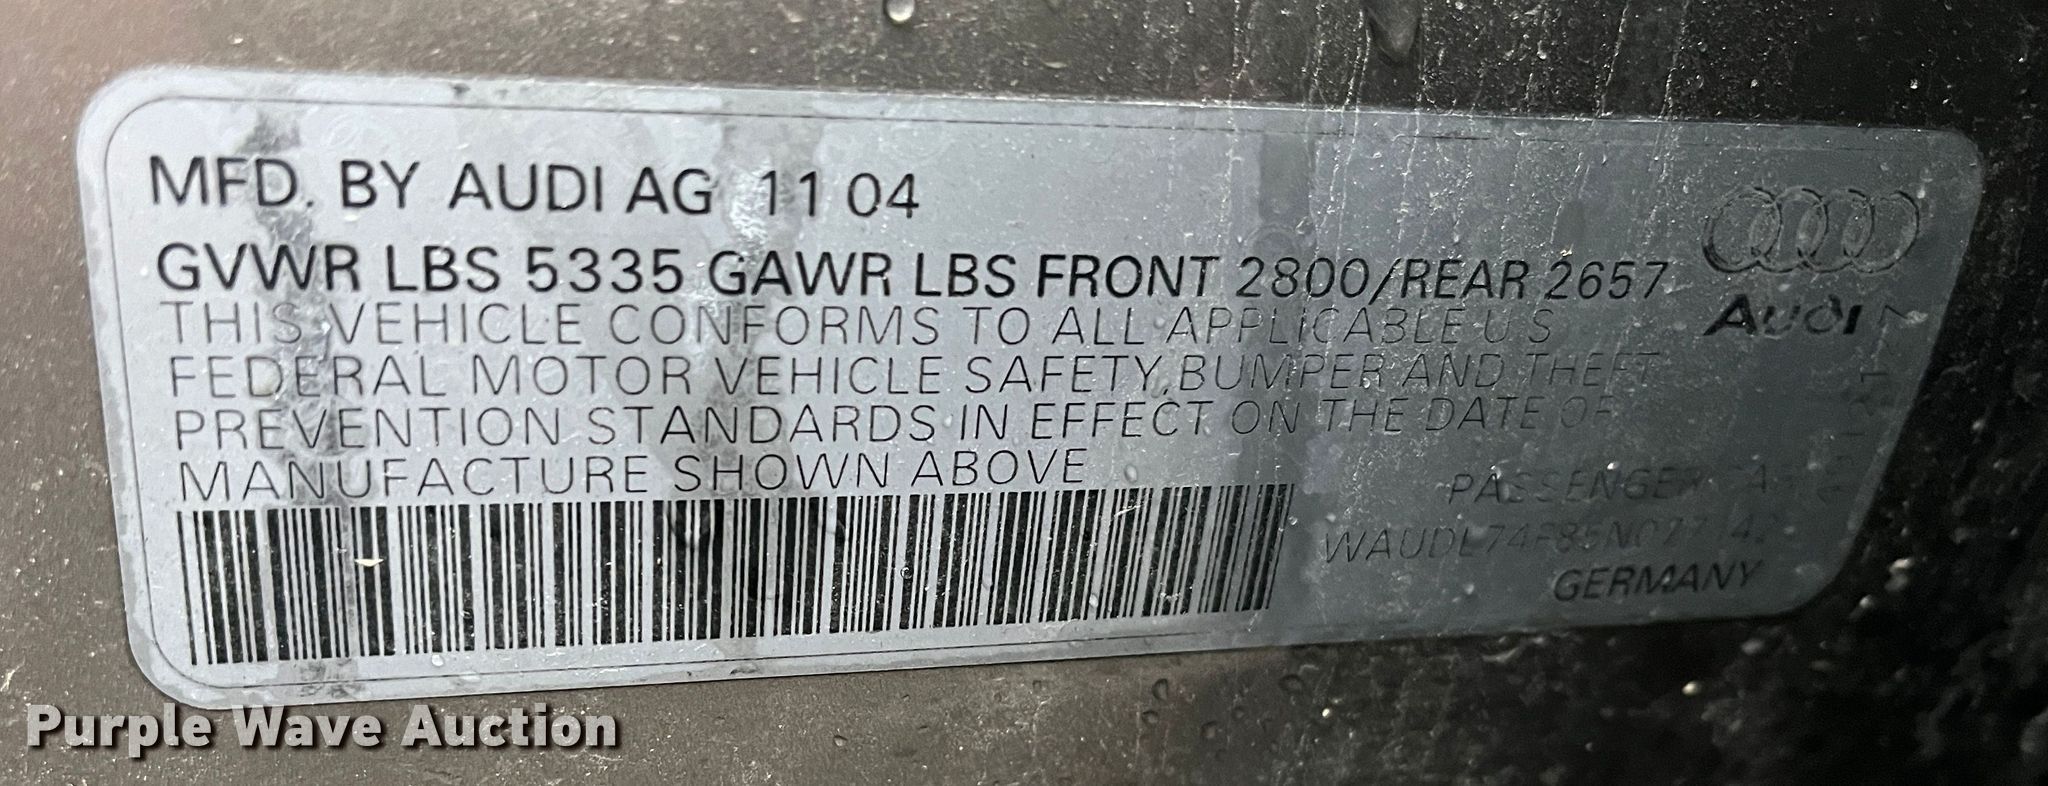 MFD. BY AUDI AG 11 04
GVWR LBS 5335 GAWR LBS FRONT 2800/REAR 2657
THIS VEHICLE CONFORMS TO ALL APPLICABLE U S
FEDERAL MOTOR VEHICLE SAFETY, BUMPER AND THEFT
PREVENTION STANDARDS IN EFFECT ON THE DATE OF
MANUFACTURE SHOWN ABOVE
Audi
PASSENGER
GERMANY
Purple Wave Auction